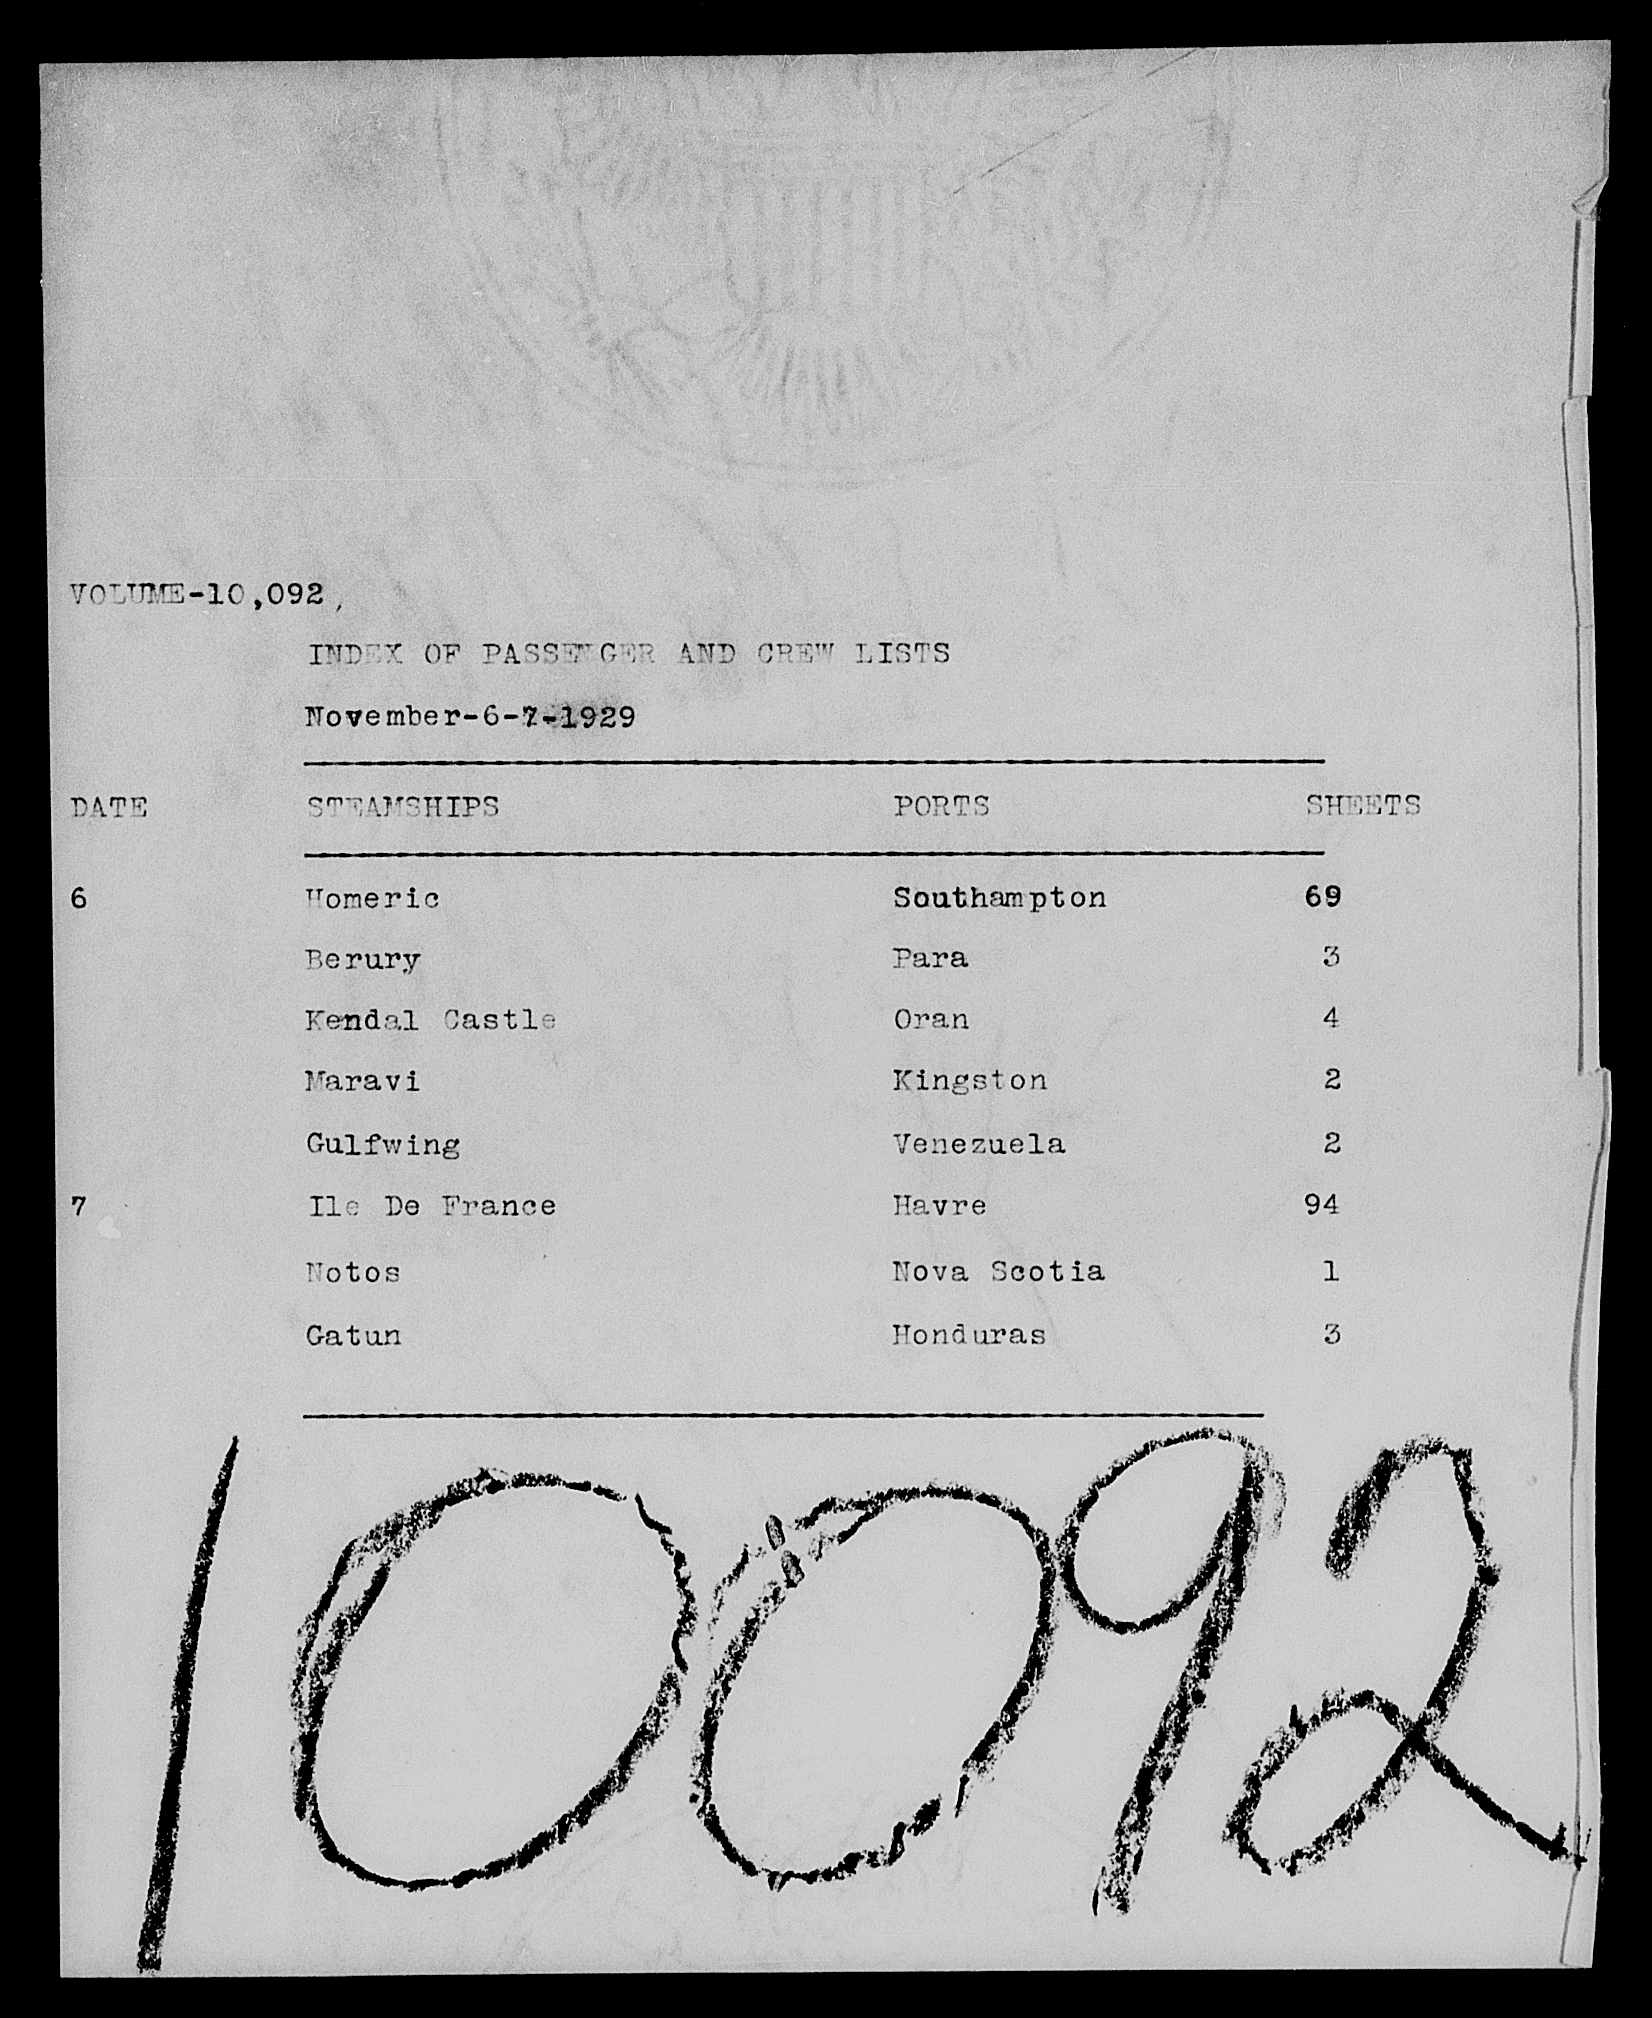 VOLUME-10,092,
INDEX OF PASSENGER AND CREW LISTS
November-6-7-1929
DATE STEAMSHIPS PORTS SHEETS
6 Homeric Southampton 69
Berury Para 3
Kendal Castle Oran 4
Maravi Kingston 2
Gulfwing Venezuela 2
7 Ile De France Havre 94
Notos Nova Scotia 1
Gatun Honduras 3
10092